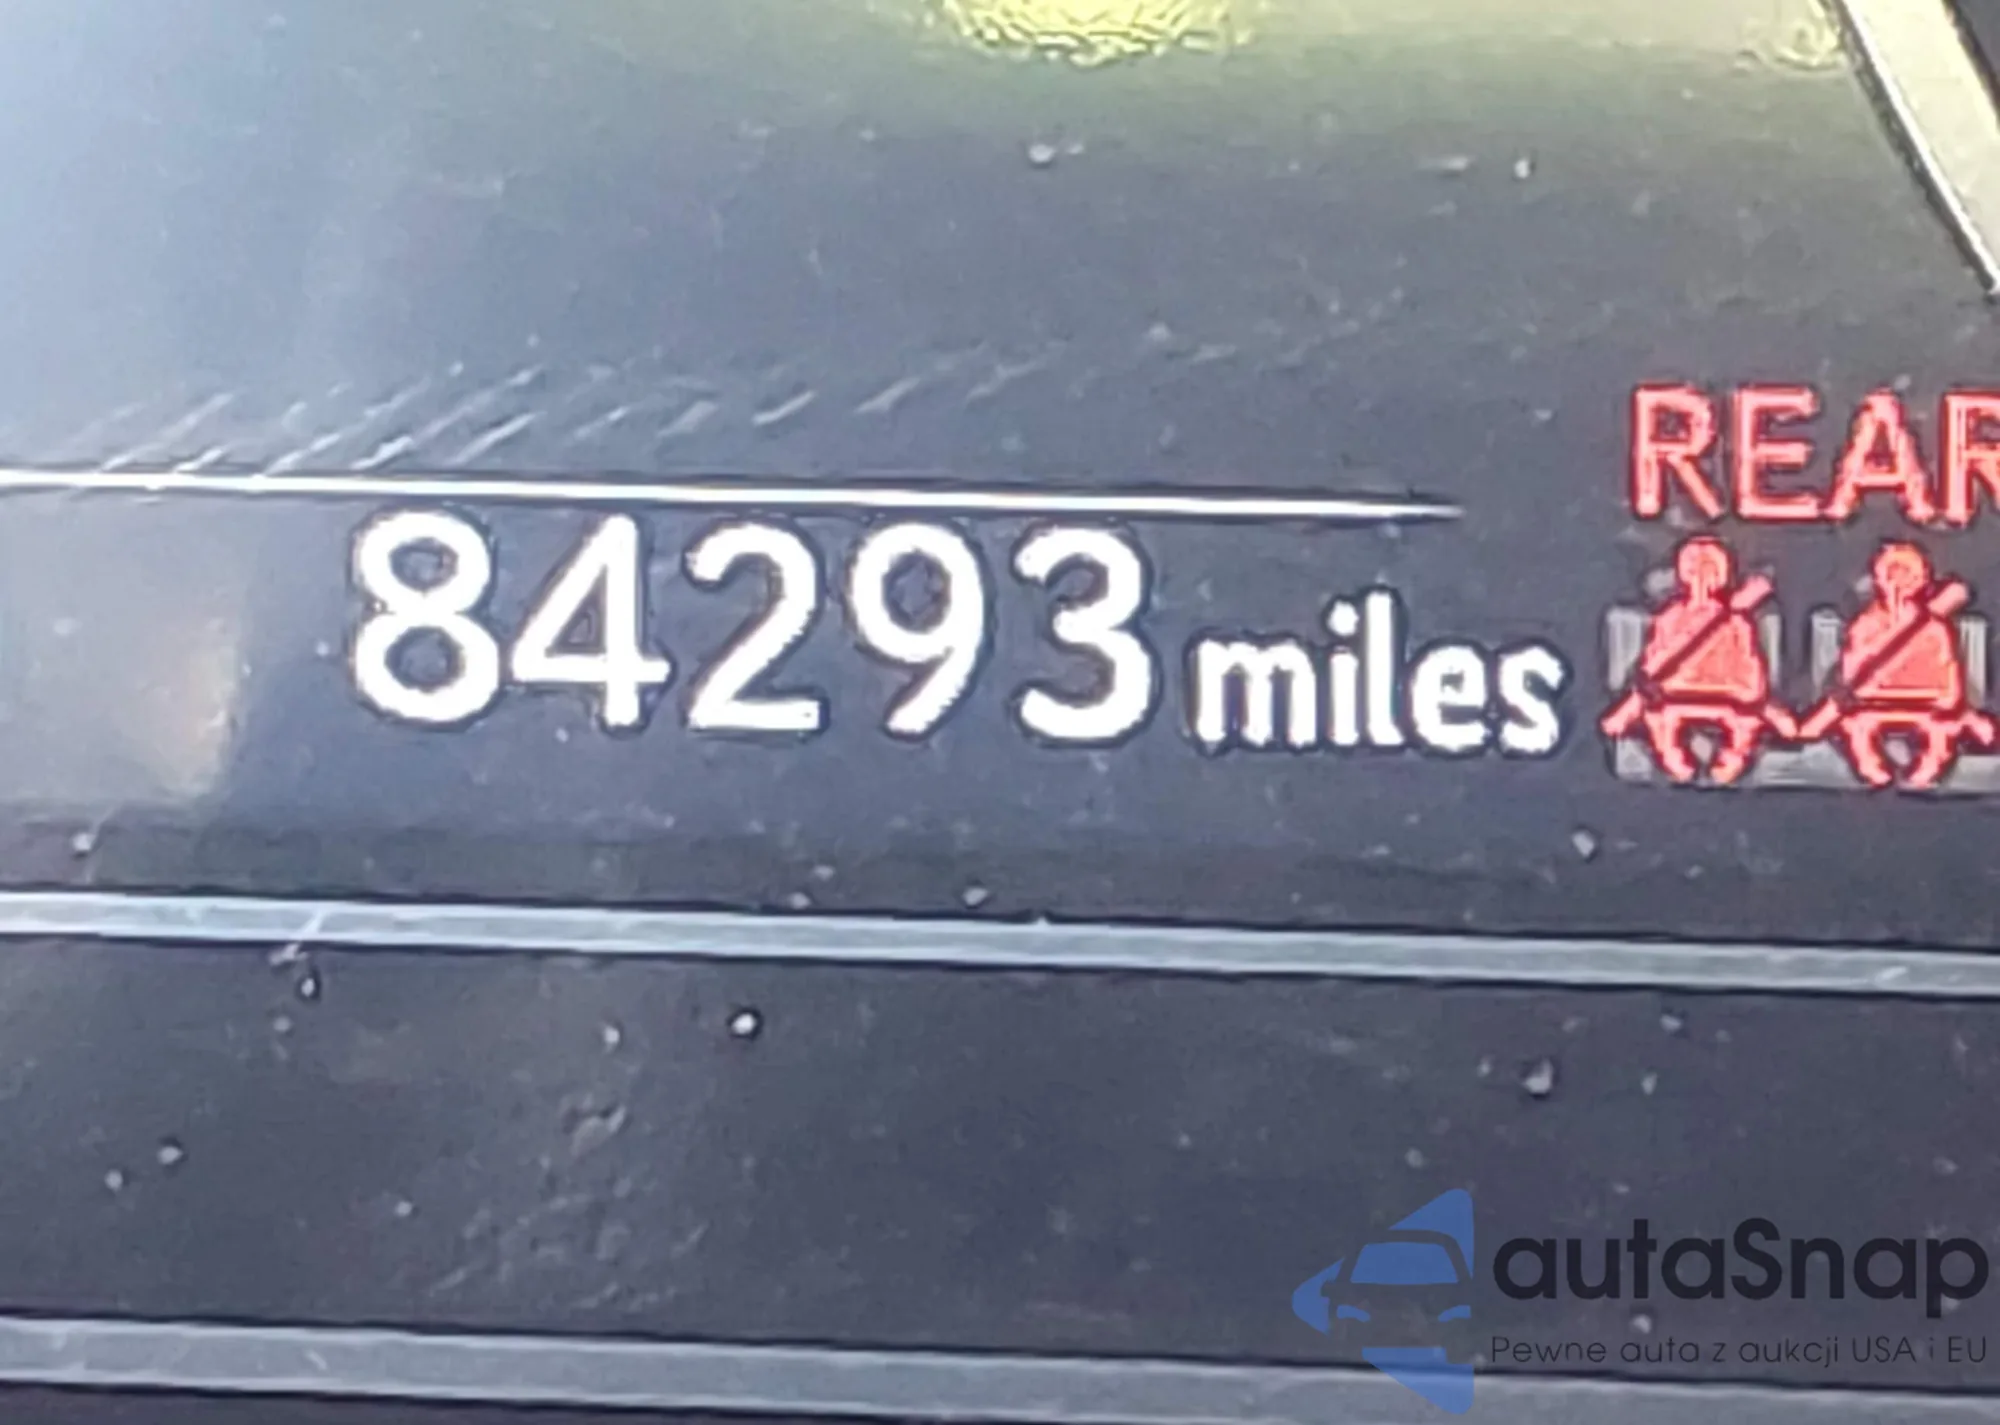 REAR
84293 miles
autaSnap
Pewne auta z aukcji USA i EU